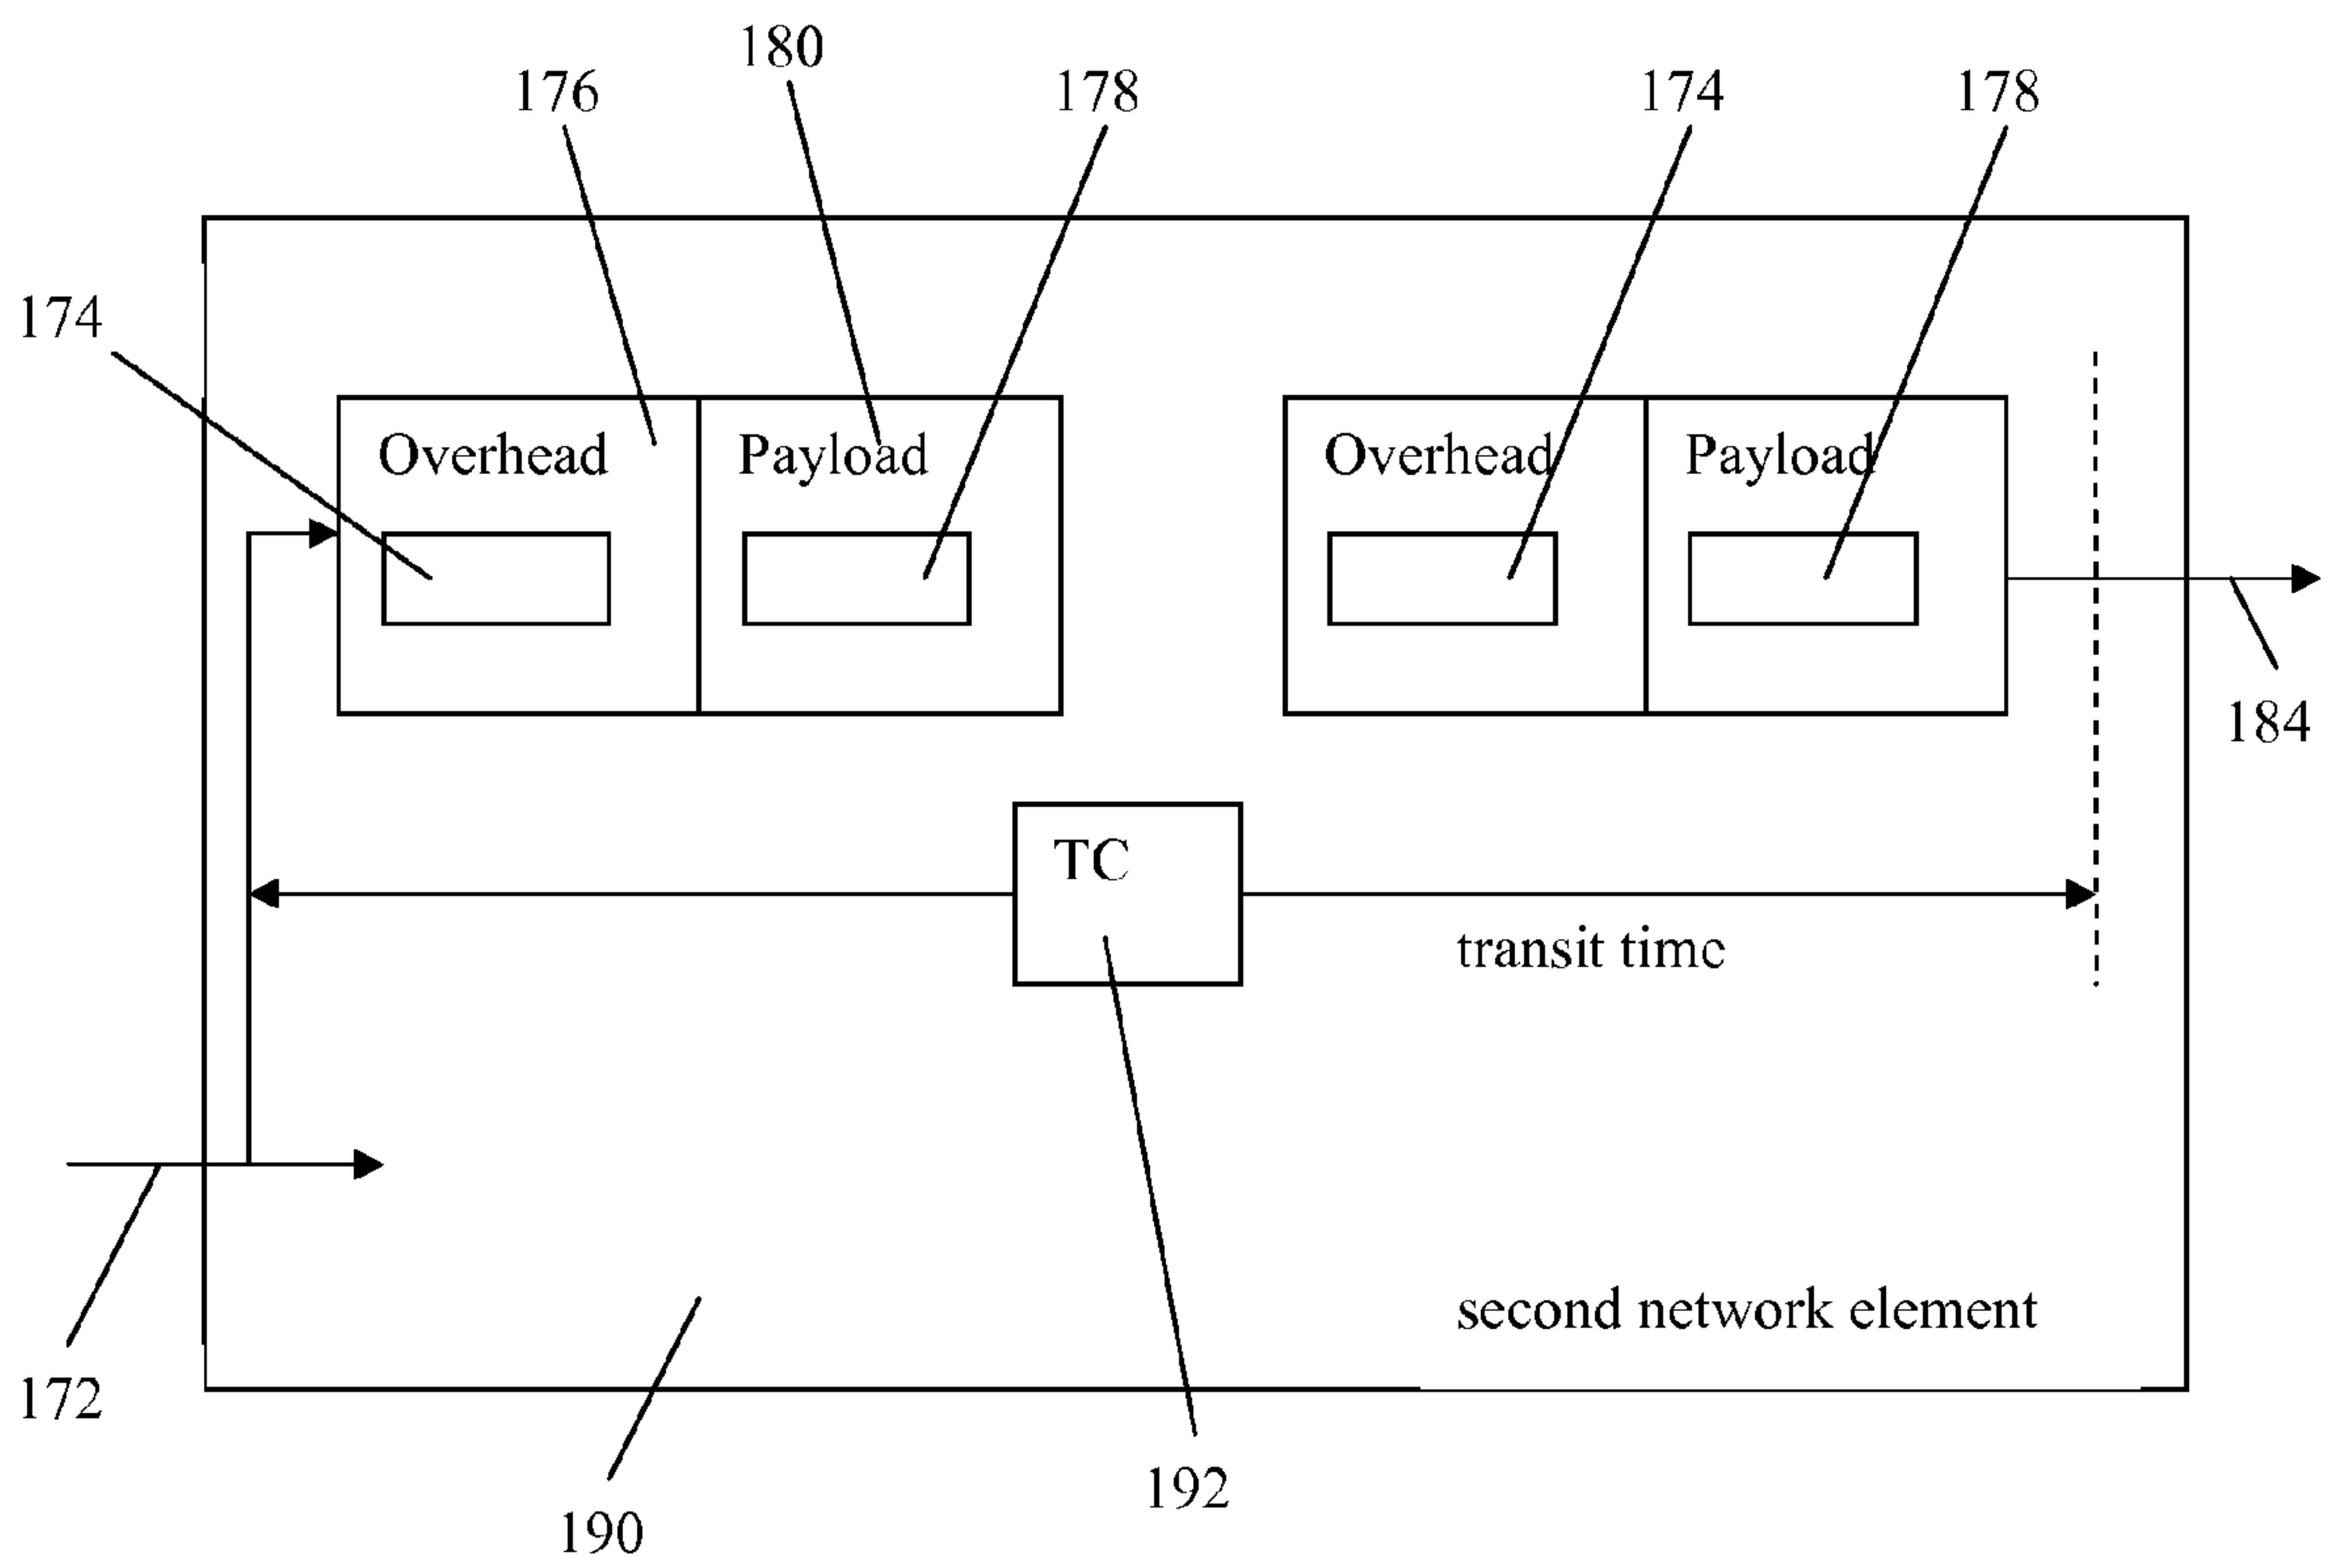 180
176
178
174
178
174
Overhead
Payload
Overhead
Payload
184
TC
transit time
second network element
172
192
190